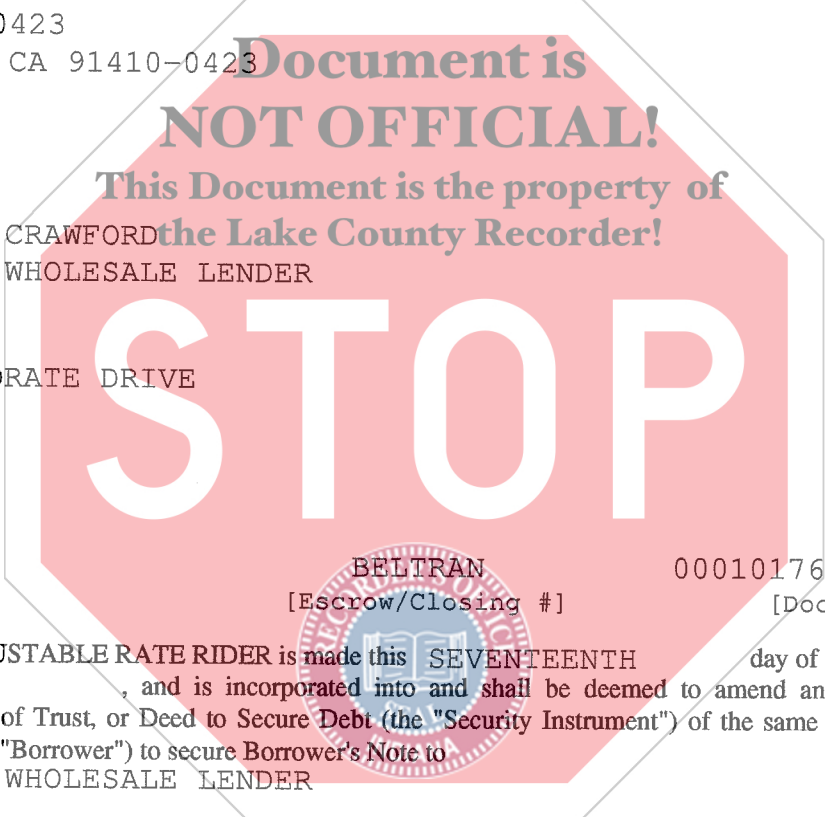 0423
CA 91410-0423
Document is
NOT OFFICIAL!
This Document is the property of
the Lake County Recorder!
CRAWFORD
WHOLESALE LENDER
RATE DRIVE
STOP
BELTRAN 00010176
[Escrow/Closing #] [Doc
USTABLE RATE RIDER is made this SEVENTEENTH day of
, and is incorporated into and shall be deemed to amend an
of Trust, or Deed to Secure Debt (the "Security Instrument") of the same
"Borrower") to secure Borrower's Note to
WHOLESALE LENDER
SEAL